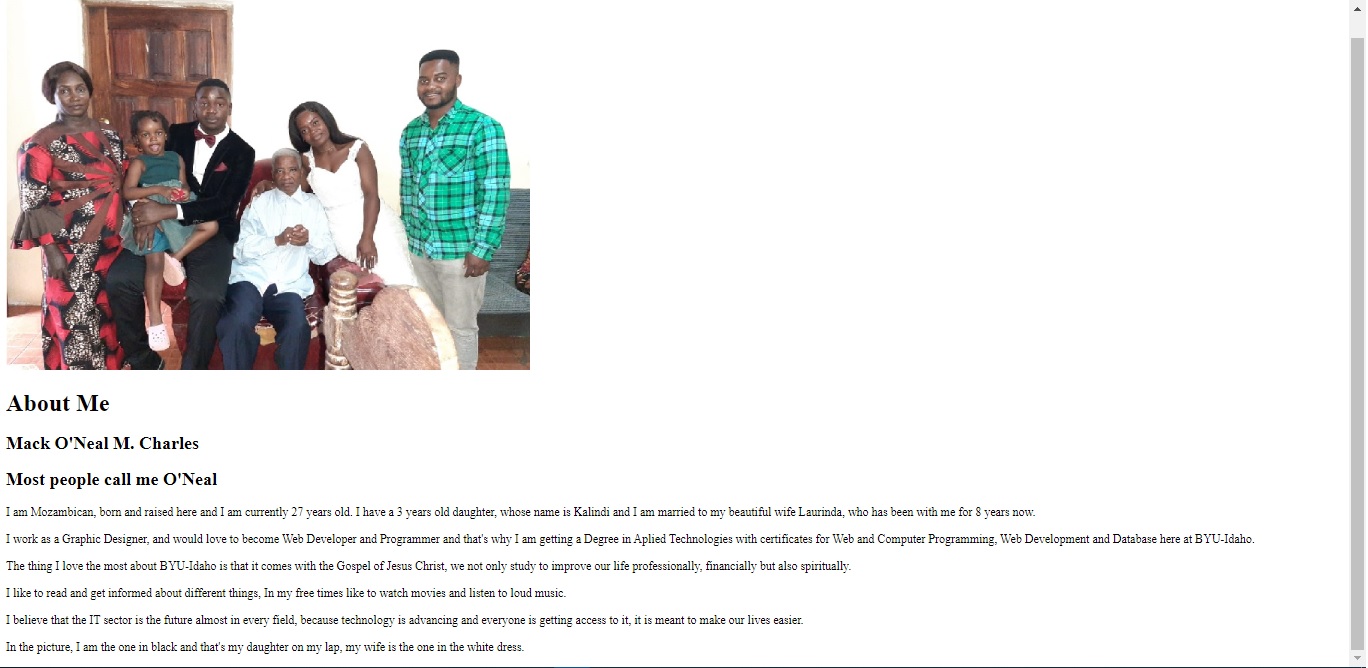 About Me
Mack O'Neal M. Charles
Most people call me O'Neal
I am Mozambican, born and raised here and I am currently 27 years old. I have a 3 years old daughter, whose name is Kalindi and I am married to my beautiful wife Laurinda, who has been with me for 8 years now.
I work as a Graphic Designer, and would love to become Web Developer and Programmer and that's why I am getting a Degree in Aplied Technologies with certificates for Web and Computer Programming, Web Development and Database here at BYU-Idaho.
The thing I love the most about BYU-Idaho is that it comes with the Gospel of Jesus Christ, we not only study to improve our life professionally, financially but also spiritually.
I like to read and get informed about different things, In my free times like to watch movies and listen to loud music.
I believe that the IT sector is the future almost in every field, because technology is advancing and everyone is getting access to it, it is meant to make our lives easier.
In the picture, I am the one in black and that's my daughter on my lap, my wife is the one in the white dress.